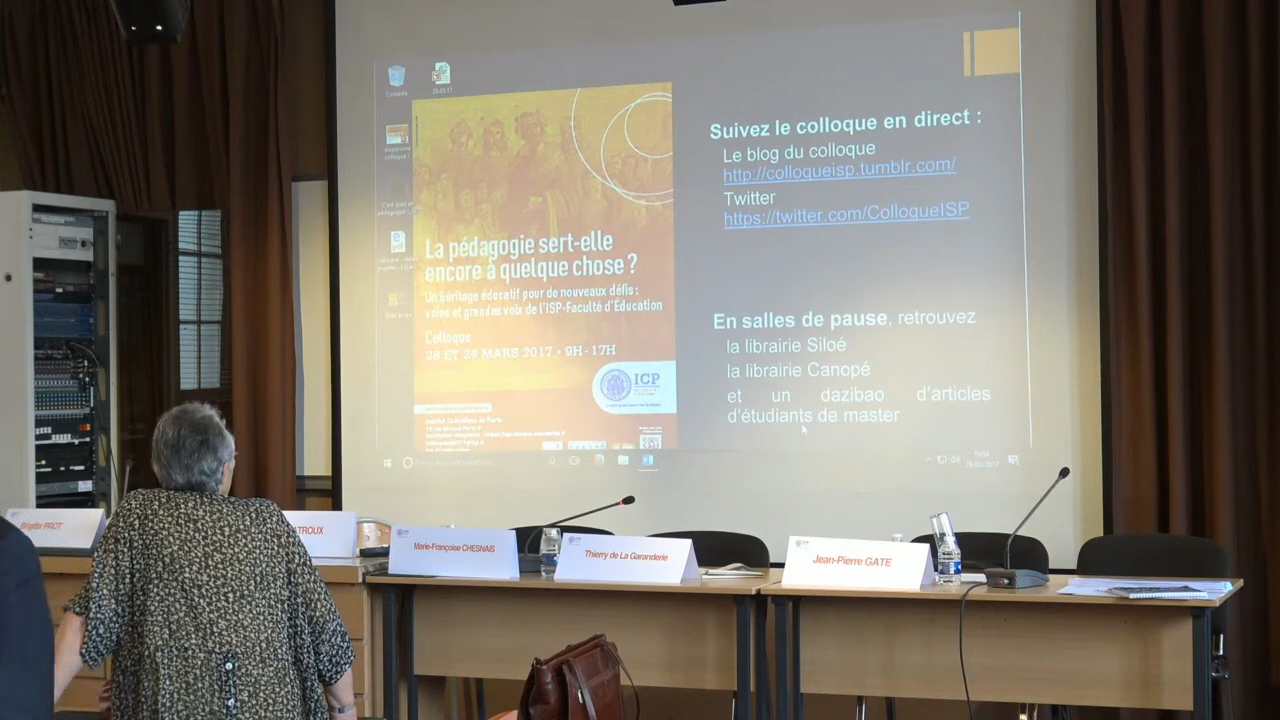 Corbeille
29.03.17
La pédagogie sert-elle
encore à quelque chose ?
Un héritage éducatif pour de nouveaux défis :
voies et grandes voix de l'ISP-Faculté d'Éducation
Colloque
28 ET 29 MARS 2017 • 9H-17H
ICP
Suivez le colloque en direct :
Le blog du colloque
http://colloqueisp.tumblr.com/
Twitter
https://twitter.com/ColloqueISP
En salles de pause, retrouvez
la librairie Siloé
la librairie Canopé
et un dazibao d'articles
d'étudiants de master
Brigitte PROT
TROUX
Marie-Françoise CHESNAIS
Thierry de La Garanderie
Jean-Pierre GATE